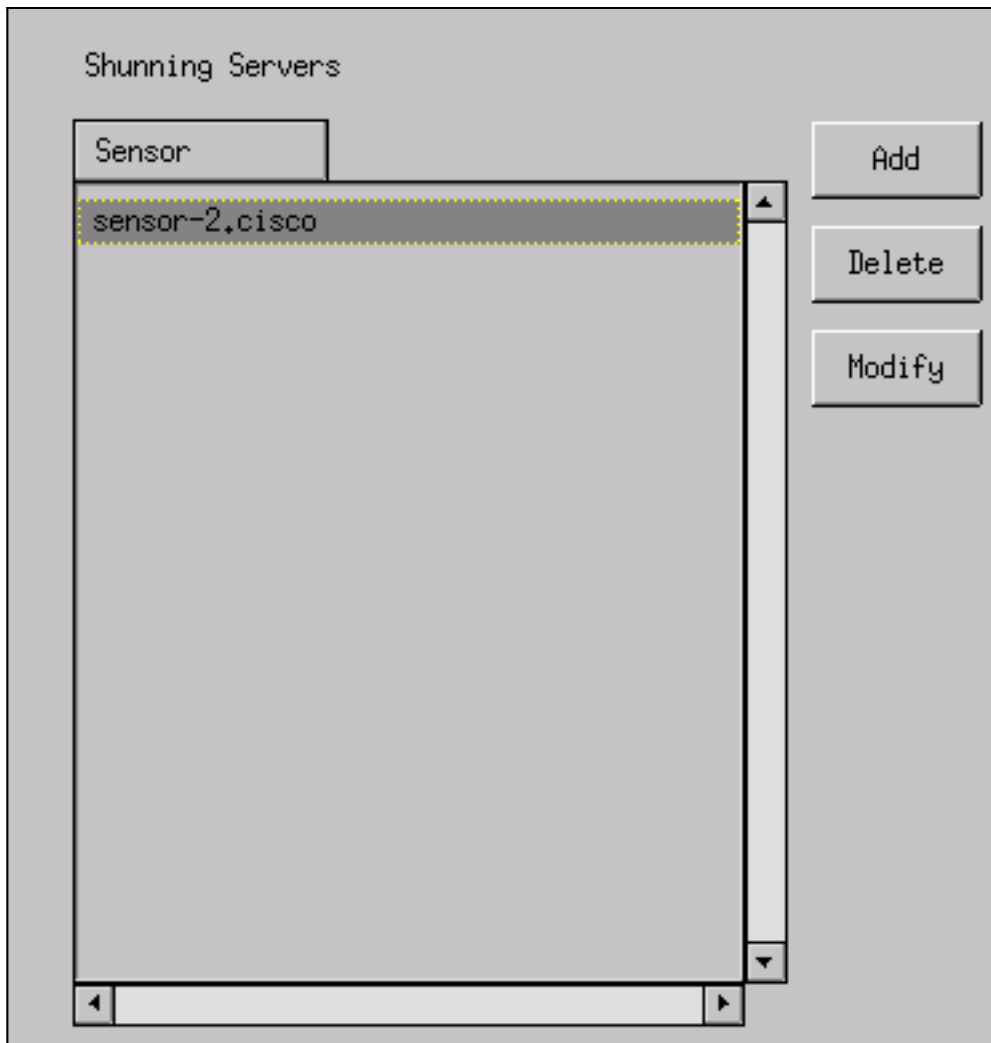 Shunning Servers
Sensor
sensor-2.cisco
Add
Delete
Modify